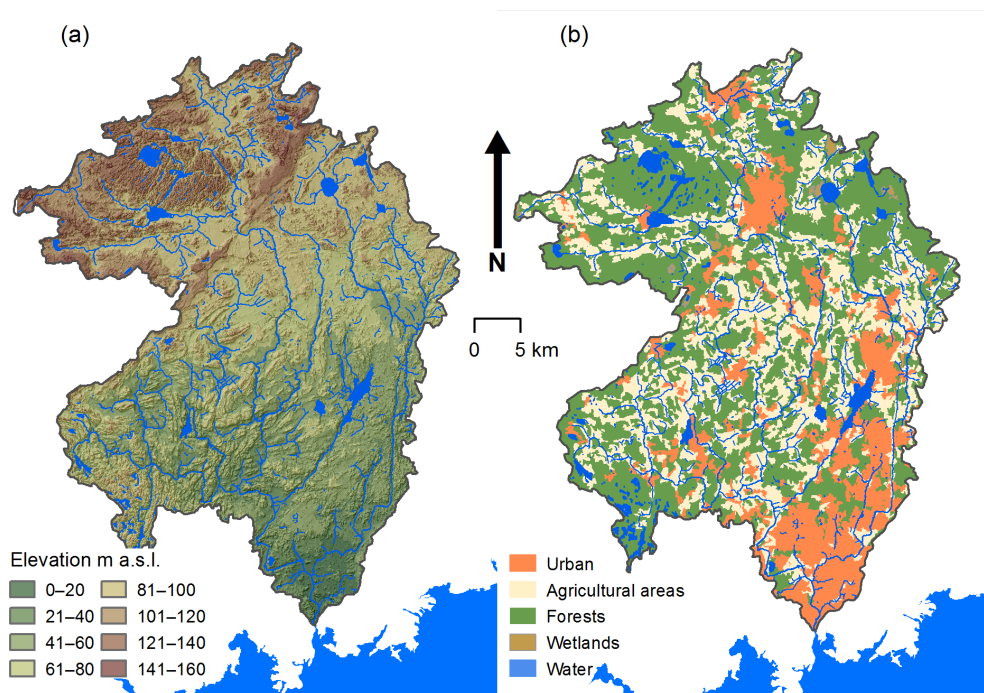 (a)
(b)
N
0 5 km
Elevation m a.s.l.
0–20
21–40
41–60
61–80
81–100
101–120
121–140
141–160
Urban
Agricultural areas
Forests
Wetlands
Water